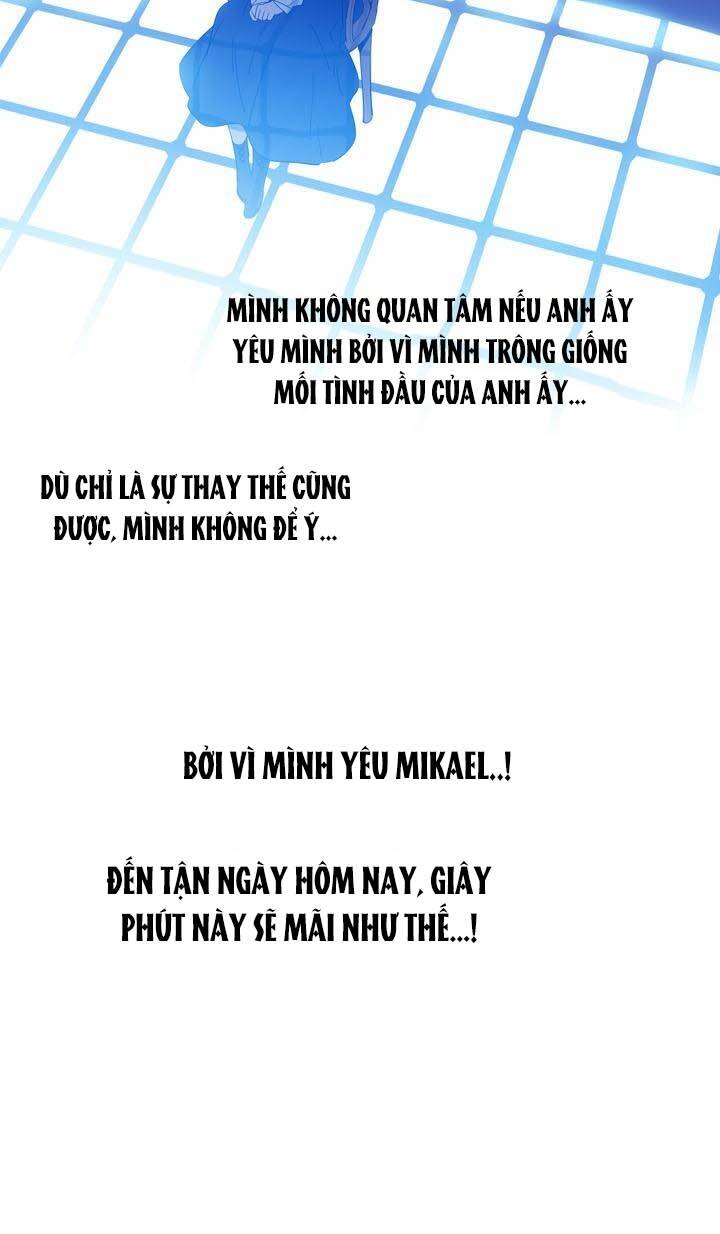 MÌNH KHÔNG QUAN TÂM NẾU ANH ẤY
YÊU MÌNH BỞI VÌ MÌNH TRÔNG GIỐNG
MỐI TÌNH ĐẦU CỦA ANH ẤY...
DÙ CHỈ LÀ SỰ THAY THẾ CŨNG
ĐƯỢC, MÌNH KHÔNG ĐỂ Ý...
BỞI VÌ MÌNH YÊU MIKAEL..!
ĐẾN TẬN NGÀY HÔM NAY, GIÂY
PHÚT NÀY SẼ MÃI NHƯ THẾ...!